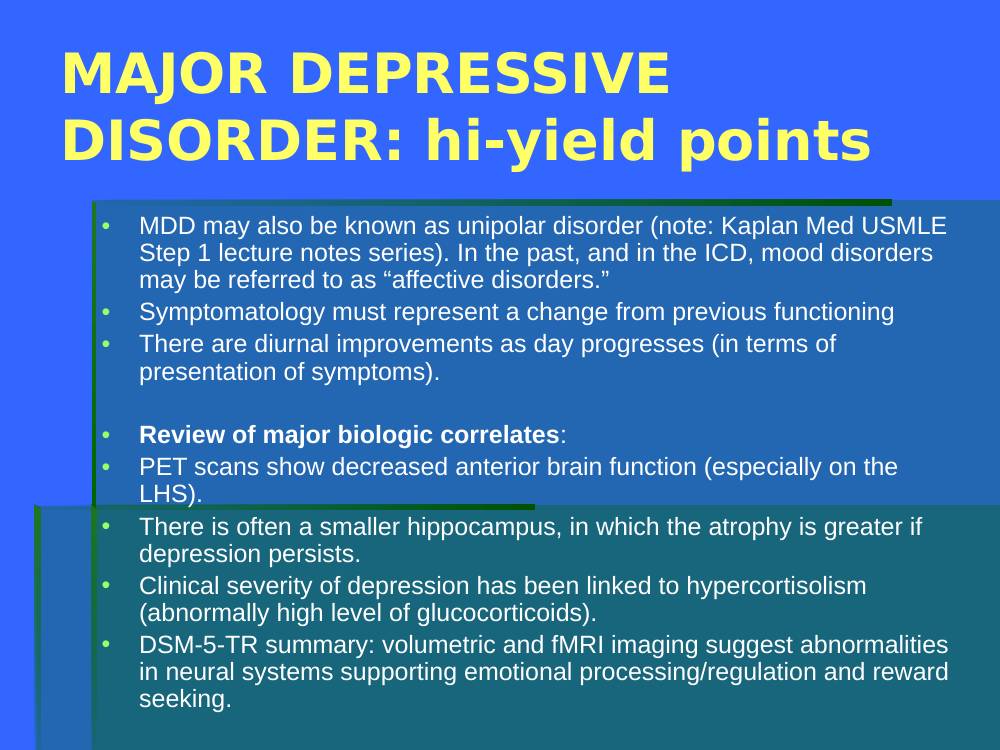 MAJOR DEPRESSIVE
DISORDER: hi-yield points
• MDD may also be known as unipolar disorder (note: Kaplan Med USMLE
Step 1 lecture notes series). In the past, and in the ICD, mood disorders
may be referred to as “affective disorders.”
• Symptomatology must represent a change from previous functioning
• There are diurnal improvements as day progresses (in terms of
presentation of symptoms).
• Review of major biologic correlates:
• PET scans show decreased anterior brain function (especially on the
LHS).
• There is often a smaller hippocampus, in which the atrophy is greater if
depression persists.
• Clinical severity of depression has been linked to hypercortisolism
(abnormally high level of glucocorticoids).
• DSM-5-TR summary: volumetric and fMRI imaging suggest abnormalities
in neural systems supporting emotional processing/regulation and reward
seeking.